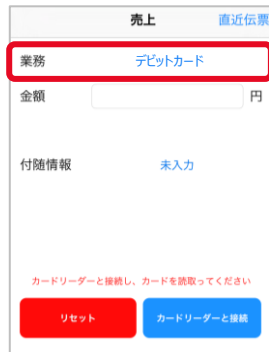 売上 直近伝票
業務 デビットカード
金額 円
付随情報 未入力
カードリーダーと接続し、カードを読取ってください
リセット カードリーダーと接続